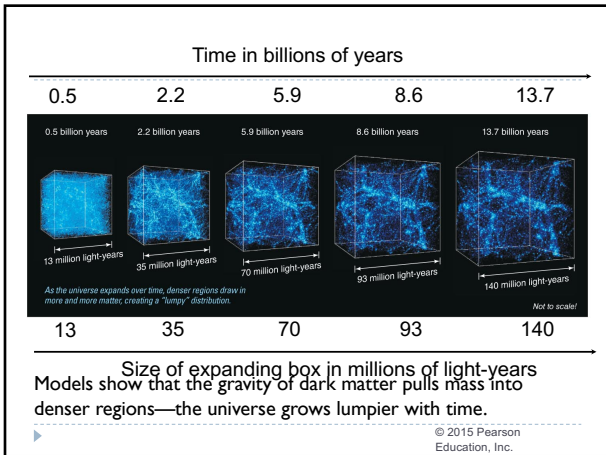 Time in billions of years
0.5 2.2 5.9 8.6 13.7
0.5 billion years 2.2 billion years 5.9 billion years 8.6 billion years 13.7 billion years
13 million light-years
35 million light-years
70 million light-years
93 million light-years
140 million light-years
As the universe expands over time, denser regions draw in
more and more matter, creating a "lumpy" distribution.
Not to scale!
13 35 70 93 140
Size of expanding box in millions of light-years
Models show that the gravity of dark matter pulls mass into
denser regions—the universe grows lumpier with time.
© 2015 Pearson
Education, Inc.